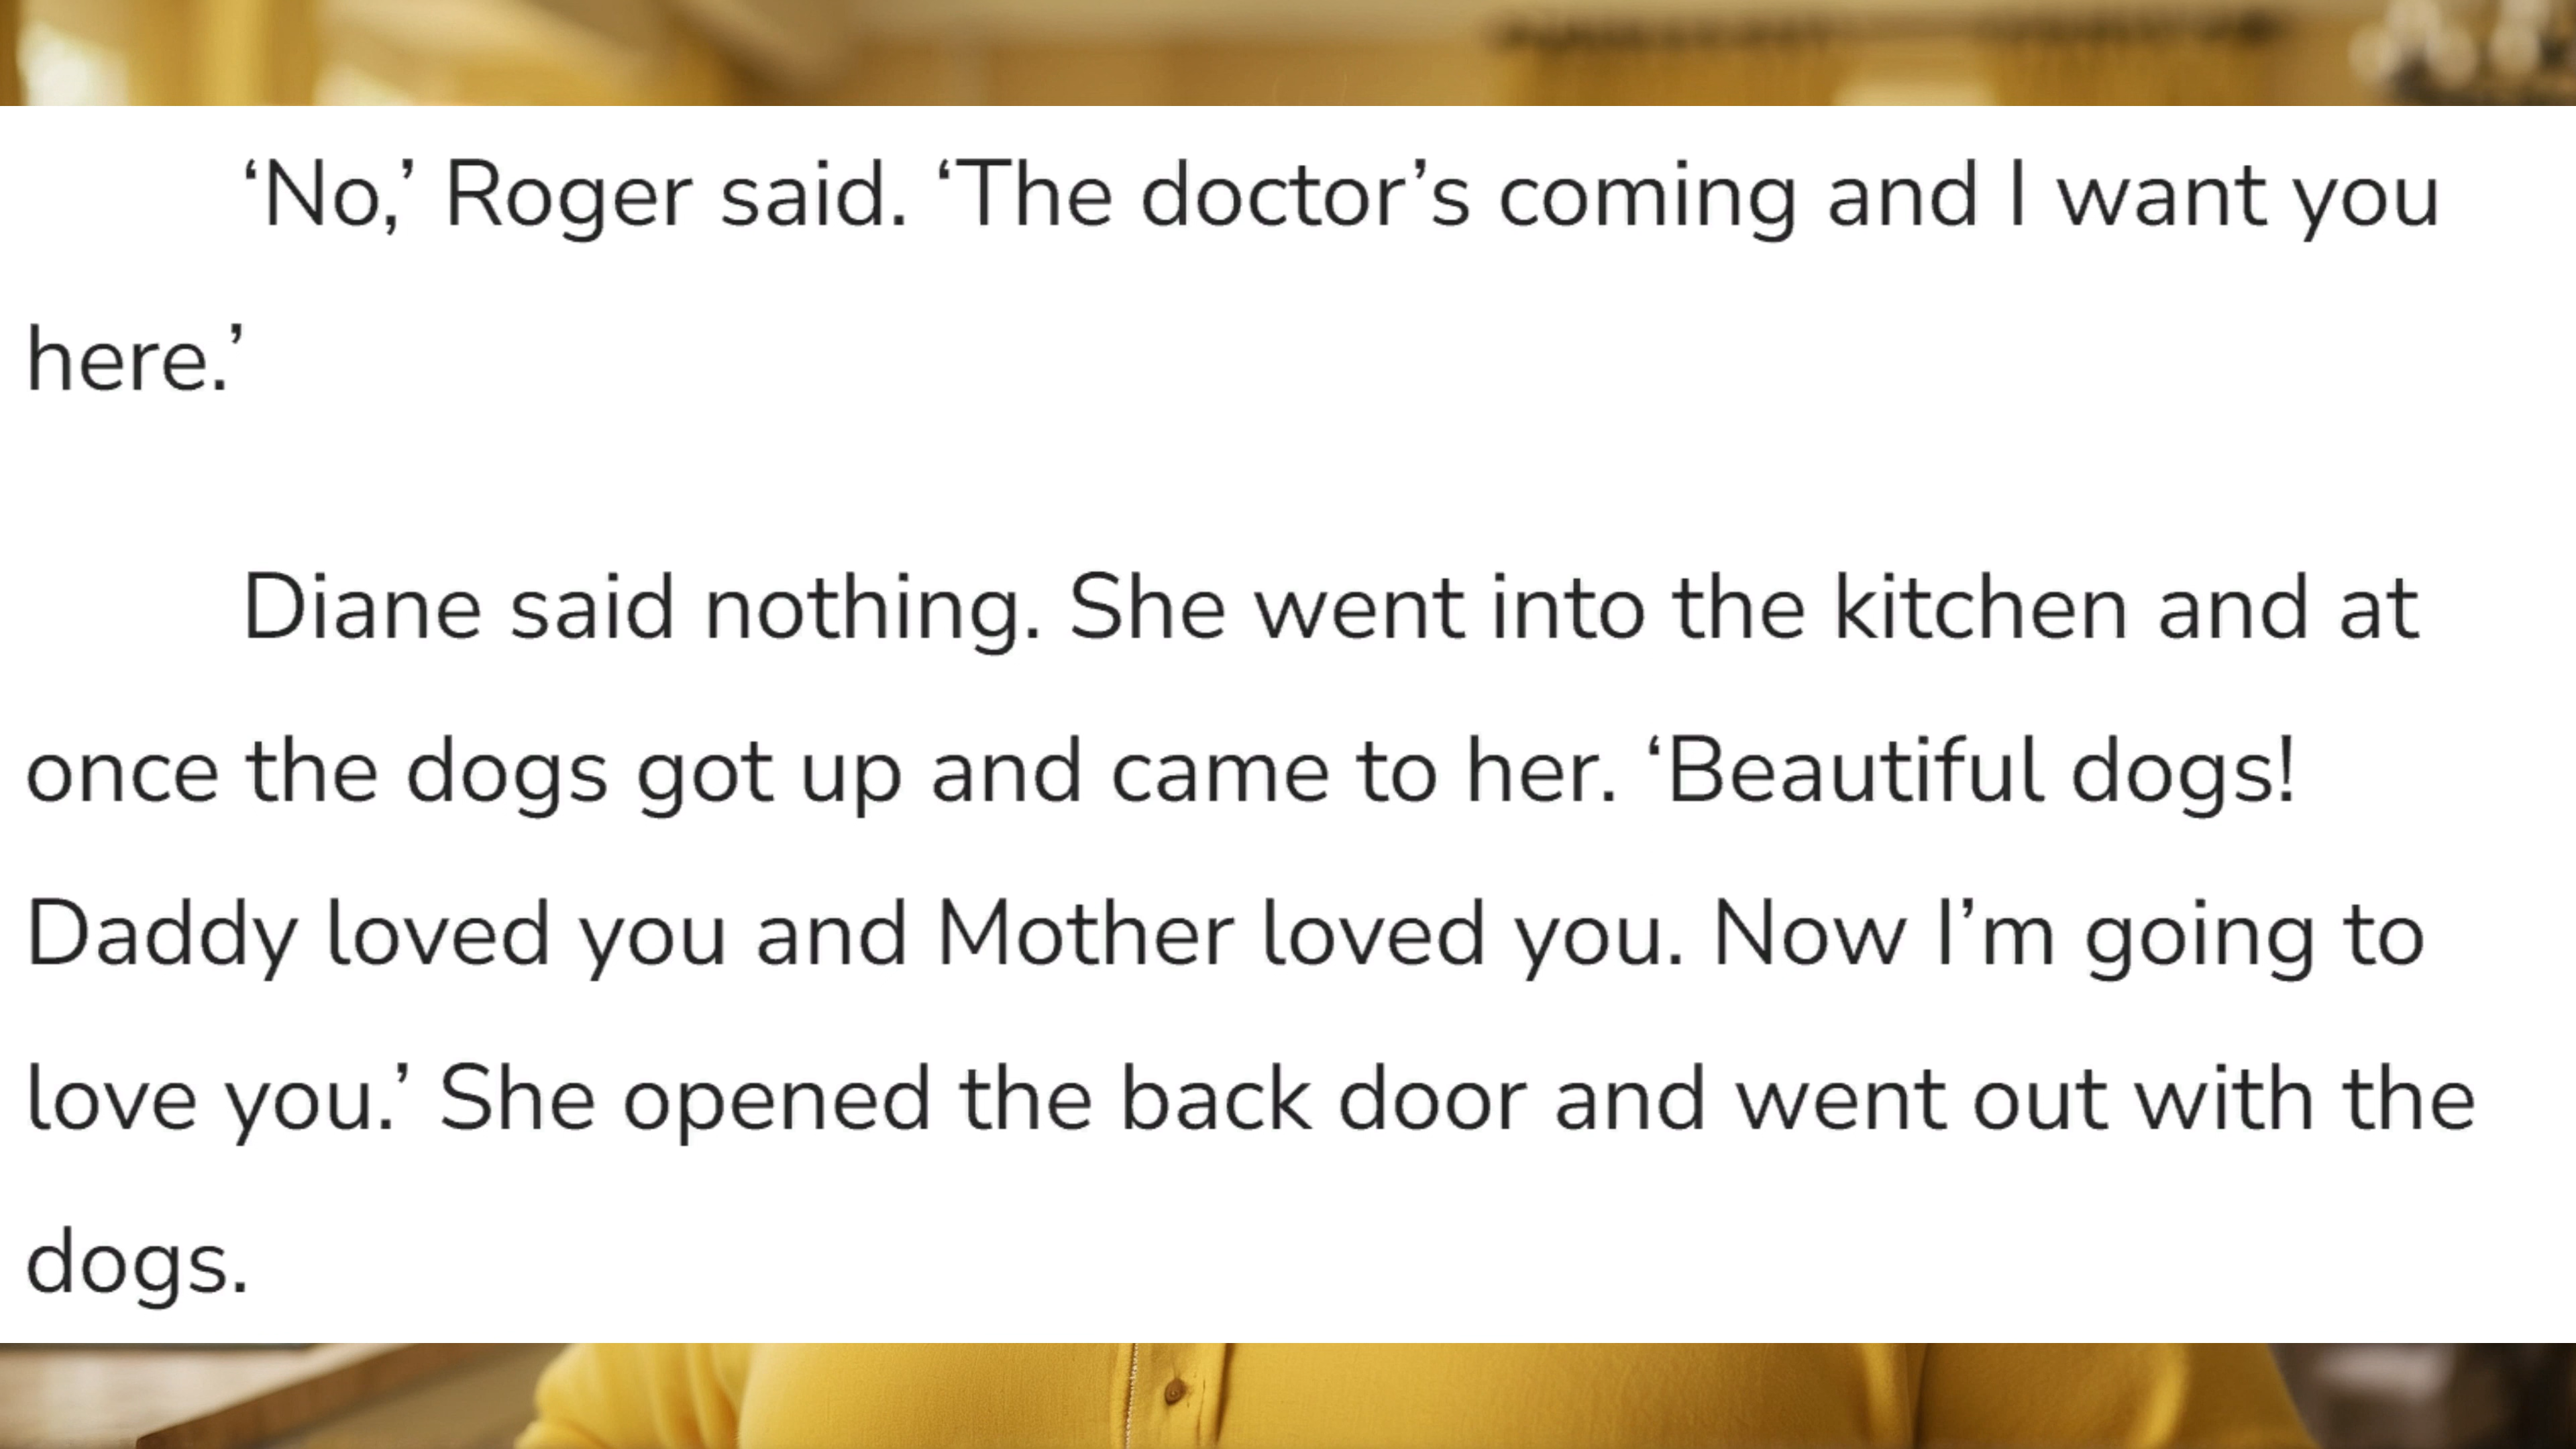 ‘No,’ Roger said. ‘The doctor’s coming and I want you
here.’
Diane said nothing. She went into the kitchen and at
once the dogs got up and came to her. ‘Beautiful dogs!
Daddy loved you and Mother loved you. Now I’m going to
love you.’ She opened the back door and went out with the
dogs.